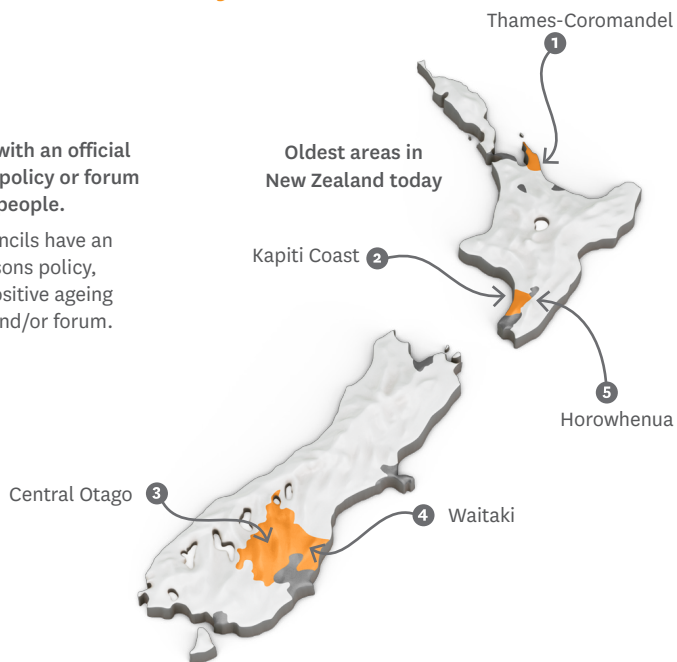 Thames-Coromandel
1
with an official
policy or forum
people.
Oldest areas in
New Zealand today
ncils have an
sons policy,
ositive ageing
nd/or forum.
Kapiti Coast 2
5
Horowhenua
Central Otago 3
4 Waitaki